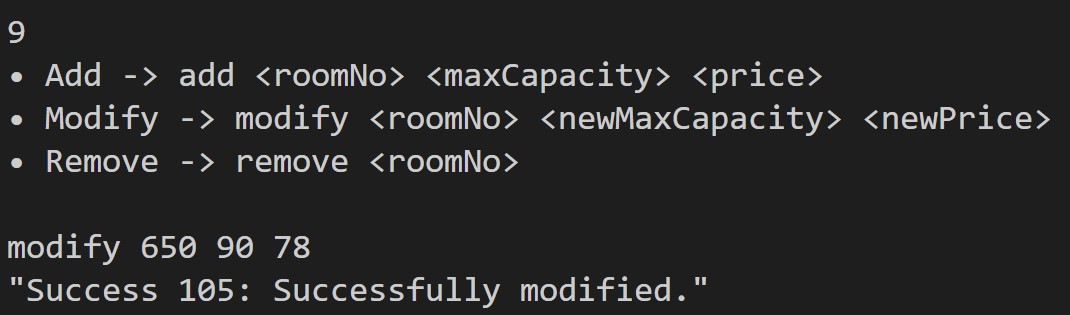 9
• Add -> add <roomNo> <maxCapacity> <price>
• Modify -> modify <roomNo> <newMaxCapacity> <newPrice>
• Remove -> remove <roomNo>
modify 650 90 78
"Success 105: Successfully modified."